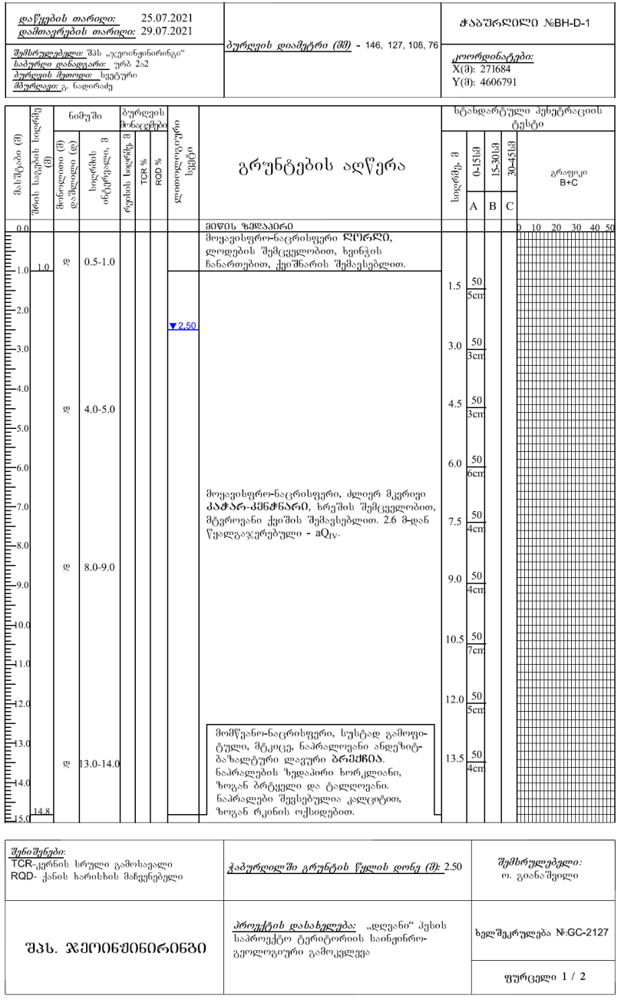 დაწყების თარიღი: 25.07.2021
დამთავრების თარიღი: 29.07.2021
შემსრულებელი: შპს „ჯეოინჟინირინგი“
საბურღი დანადგარი: ურბ 2ა2
ბურღვის მეთოდი: სვეტური
მბურღავი: გ. ნადირაძე
ბურღვის დიამეტრი (მმ) - 146, 127, 108, 76
ჭაბურღილი №BH-D-1
კოორდინატები:
X(მ): 271684
Y(მ): 4606791
მასშტაბი (მ)
შრის საგების სიღრმე (მ)
ნიმუში
მონოლითი (მ)
დაშლილი (დ)
სიღრმის
ინტერვალი, მ
ბურღვის
მონაცემები
რეისის სიღრმე, მ
TCR %
RQD %
ლითოლოგიური
სვეტი
გრუნტების აღწერა
სტანდარტული პენეტრაციის
ტესტი
სიღრმე, მ
0-15სმ
15-30სმ
30-45სმ
A B C
გრაფიკი
B+C
0.0
მიწის ზედაპირი
0 10 20 30 40 50
მოყავისფრო-ნაცრისფერი ღორღი,
ლოდების შემცველობით, ხვინჭის
ჩანართებით, ქვიშნარის შემავსებლით.
დ 0.5-1.0
1.0 1.0
1.5 50
5cm
2.0
2.50
3.0
3.0 50
3cm
4.0
დ 4.0-5.0
4.5 50
3cm
5.0
6.0
6.0 50
6cm
მოყავისფრო-ნაცრისფერი, ძლიერ მკვრივი
კაჭარ-კენჭნარი, ხრეშის შემცველობით,
მტვროვანი ქვიშის შემავსებლით. 2.6 მ-დან
წყალგაჯერებული - aQIV.
7.0
7.5 50
4cm
8.0
დ 8.0-9.0
9.0
9.0 50
4cm
10.0
10.5 50
7cm
11.0
12.0
12.0 50
5cm
მომწვანო-ნაცრისფერი, სუსტად გამოფი-
ტული, მტკიცე, ნაპრალოვანი ანდეზიტ-
ბაზალტური ლავური ბრექჩია.
ნაპრალების ზედაპირი ხორკლიანი,
ზოგან ბრტყელი და ტალღოვანი.
ნაპრალები შევსებულია კალციტით,
ზოგან რკინის ოქსიდებით.
13.0
დ 13.0-14.0
13.5 50
4cm
14.0
14.8
15.0
შენიშვნები:
TCR-კერნის სრული გამოსავალი
RQD- ქანის ხარისხის მაჩვენებელი
ჭაბურღილში გრუნტის წყლის დონე (მ): 2.50
შემსრულებელი:
ო. გიანაშვილი
შპს. ჯეოინჟინირინგი
პროექტის დასახელება: „დღვანი“ ჰესის
საპროექტო ტერიტორიის საინჟინრო-
გეოლოგიური გამოკვლევა
ხელშეკრულება №:GC-2127
ფურცელი 1 / 2